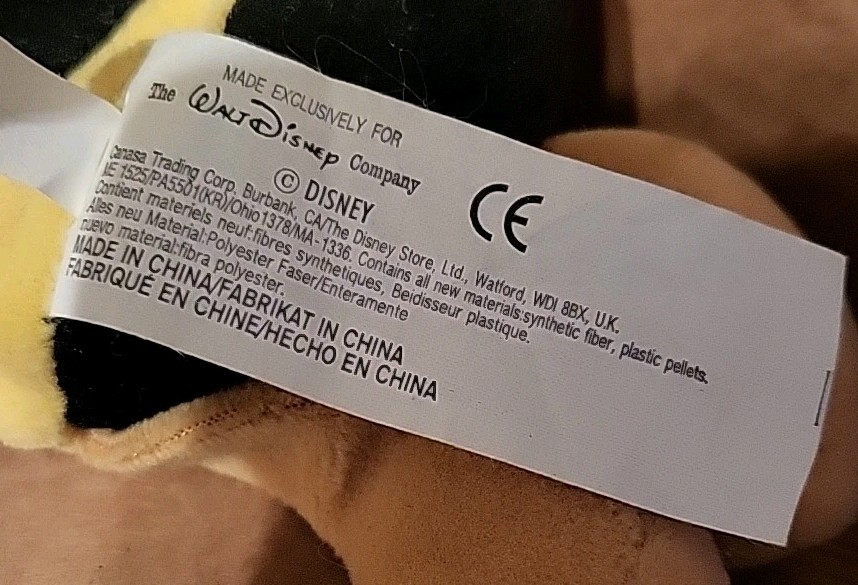 MADE EXCLUSIVELY FOR
The WALT DISNEY Company
© DISNEY
CE
Canasa Trading Corp. Burbank, CA/The Disney Store, Ltd., Watford, WDI 8BX, U.K.
ME 1525/PA5501(KR)/Ohio1378/MA-1336. Contains all new materials:synthetic fiber, plastic pellets.
Contient materiels neuf:fibres synthetiques, Beidisseur plastique.
Alles neu Material:Polyester Faser/Enteramente
nuevo material:fibra polyester.
MADE IN CHINA/FABRIKAT IN CHINA
FABRIQUÉ EN CHINE/HECHO EN CHINA